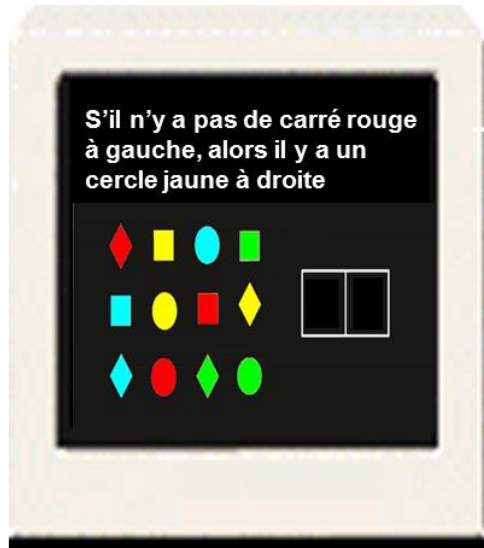 S’il n’y a pas de carré rouge
à gauche, alors il y a un
cercle jaune à droite